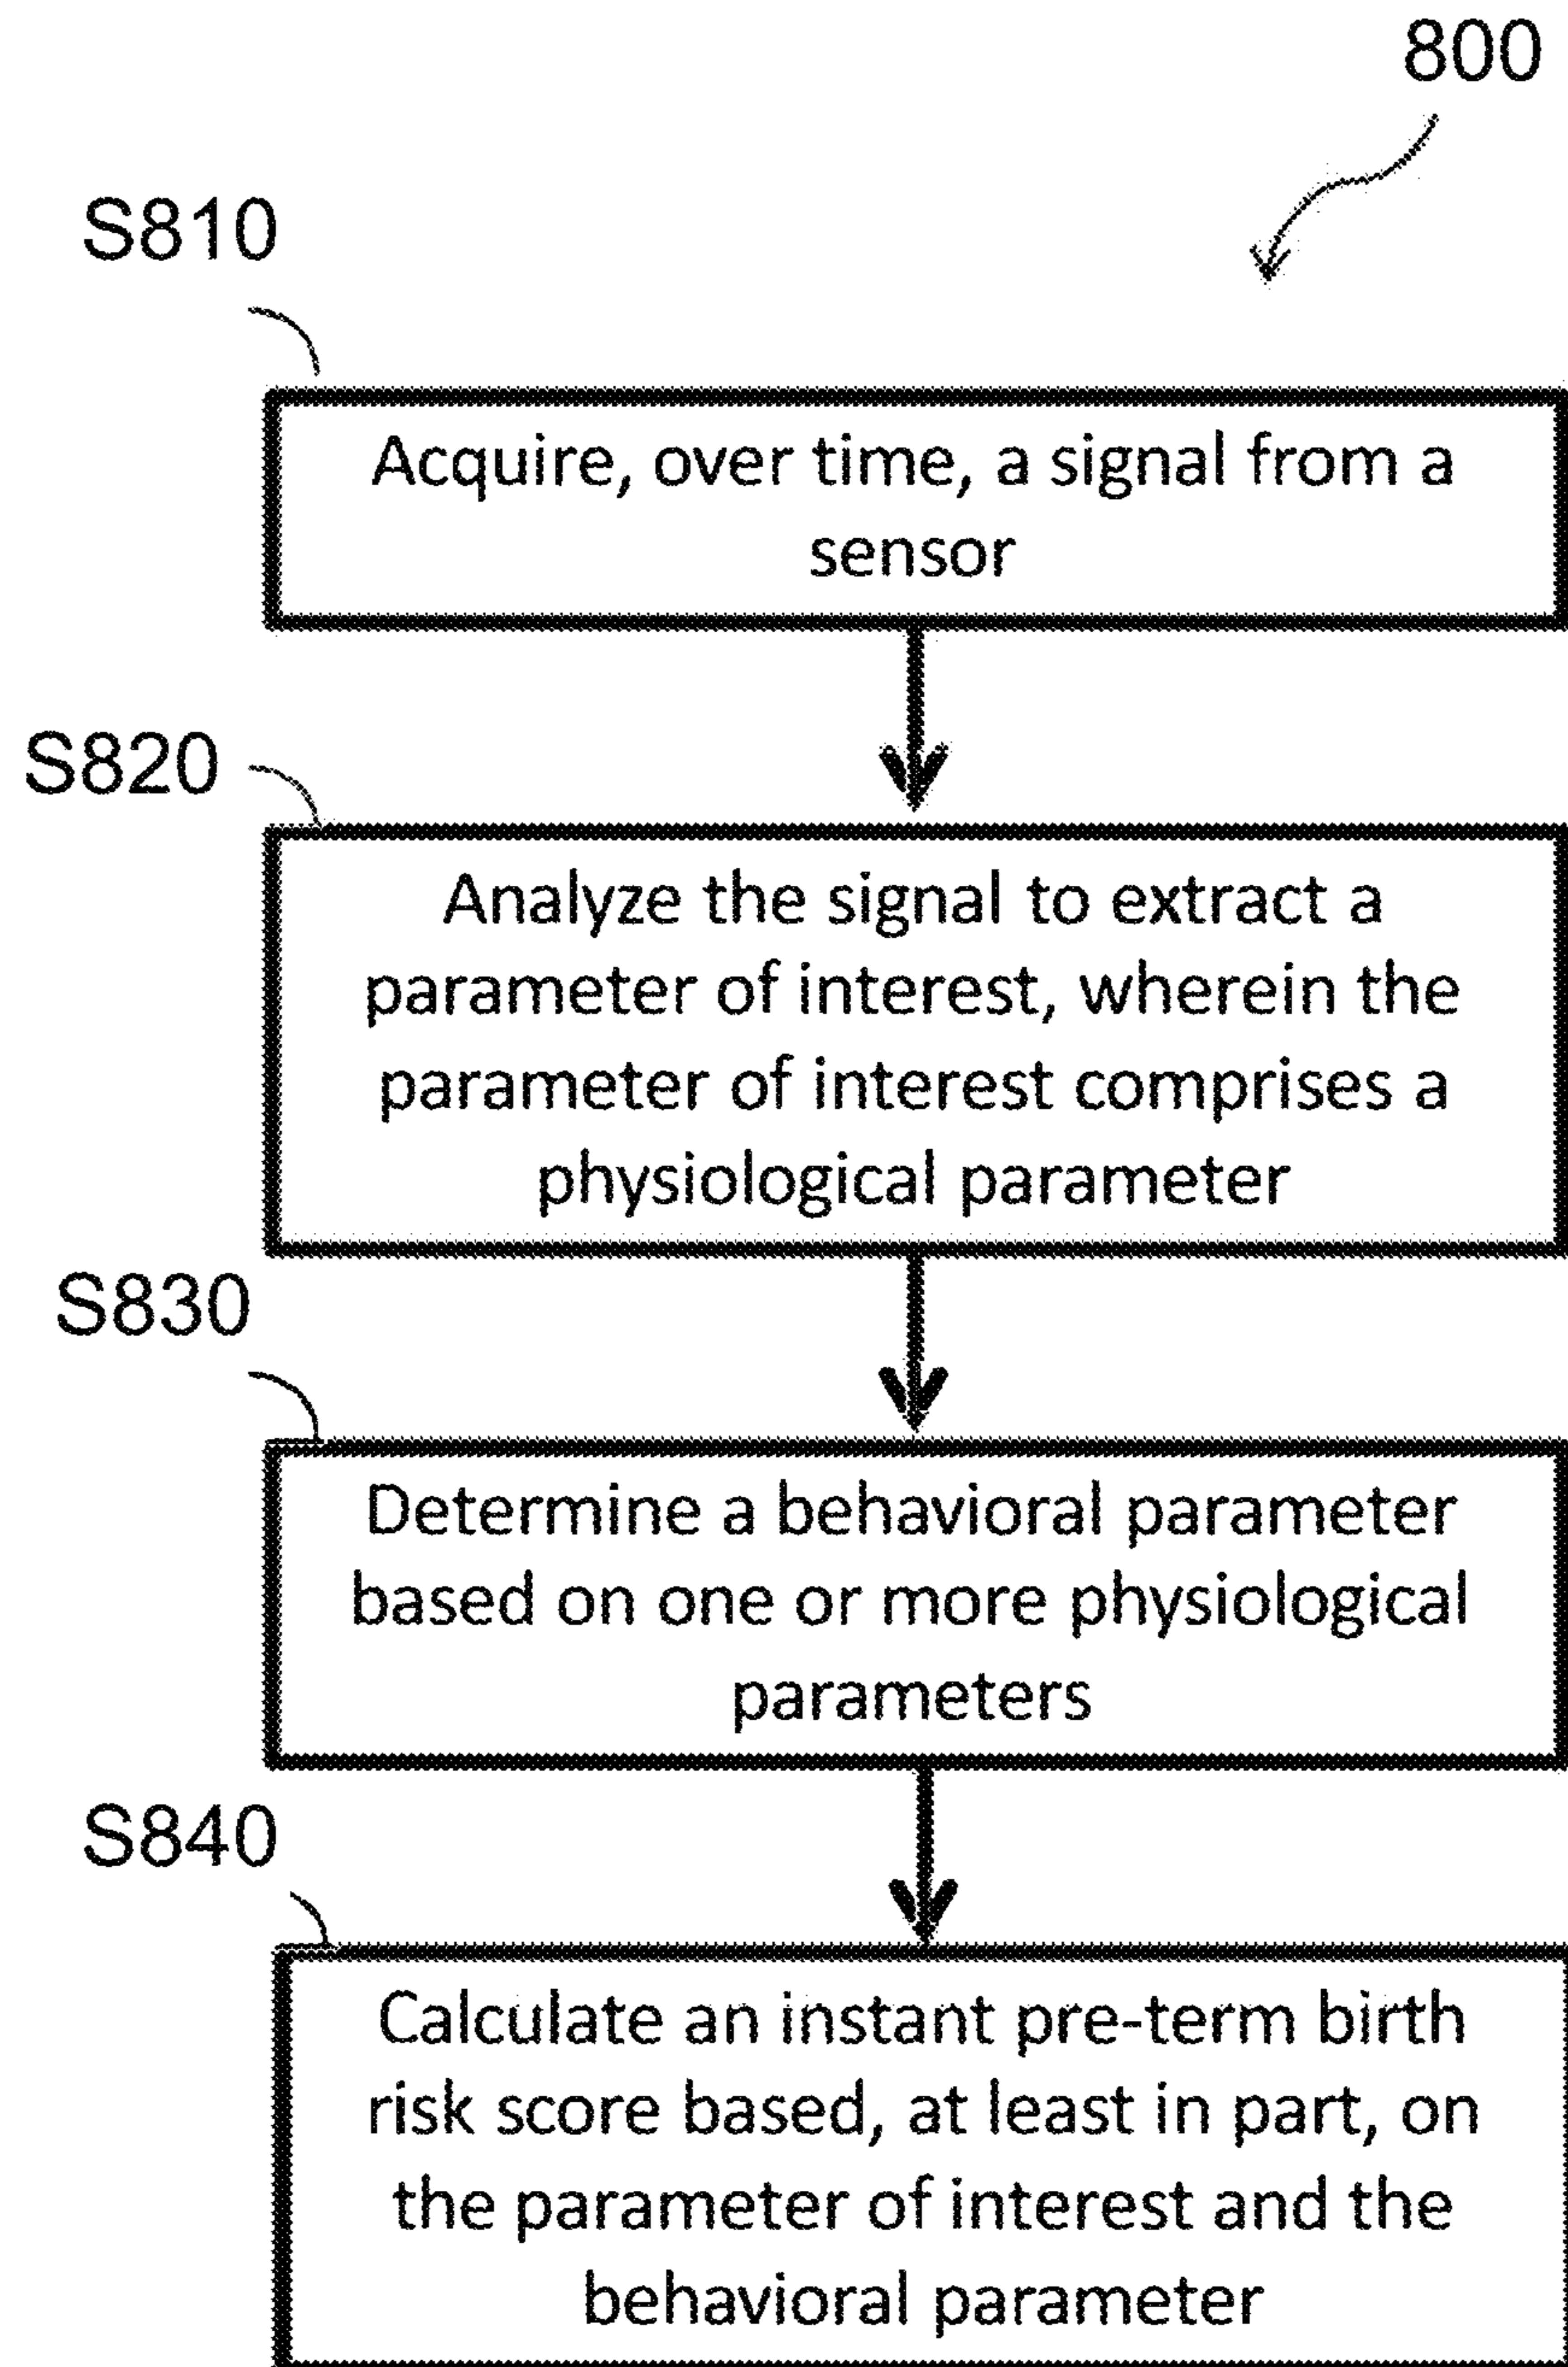 800
S810
Acquire, over time, a signal from a
sensor
S820
Analyze the signal to extract a
parameter of interest, wherein the
parameter of interest comprises a
physiological parameter
S830
Determine a behavioral parameter
based on one or more physiological
parameters
S840
Calculate an instant pre-term birth
risk score based, at least in part, on
the parameter of interest and the
behavioral parameter